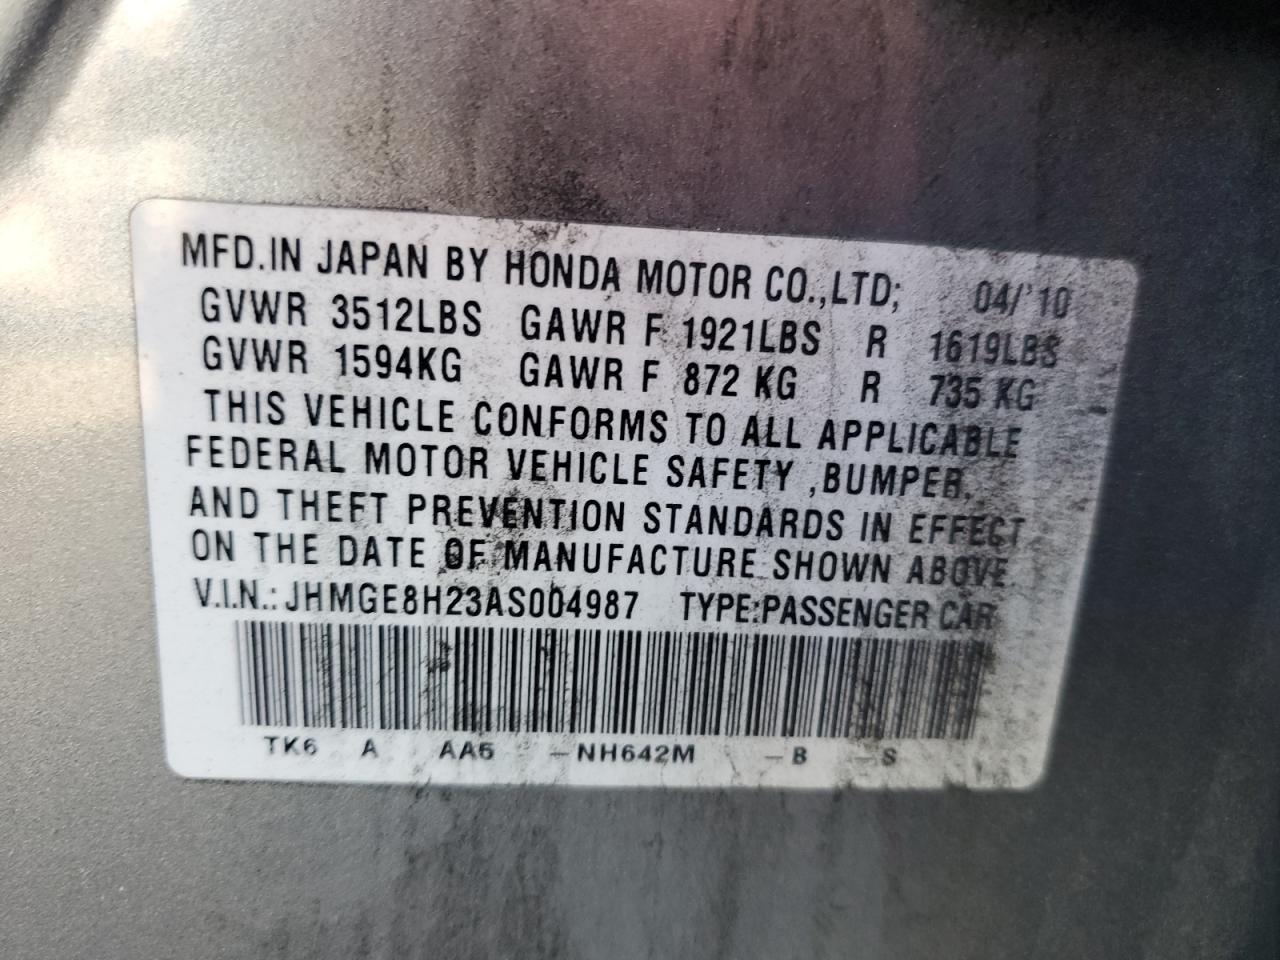 MFD.IN JAPAN BY HONDA MOTOR CO.,LTD; 04/'10
GVWR 3512LBS GAWR F 1921LBS R 1619LBS
GVWR 1594KG GAWR F 872 KG R 735 KG
THIS VEHICLE CONFORMS TO ALL APPLICABLE
FEDERAL MOTOR VEHICLE SAFETY ,BUMPER,
AND THEFT PREVENTION STANDARDS IN EFFECT
ON THE DATE OF MANUFACTURE SHOWN ABOVE.
V.I.N.: JHMGE8H23AS004987 TYPE:PASSENGER CAR
TK6 A AA5 -NH642M -B -S